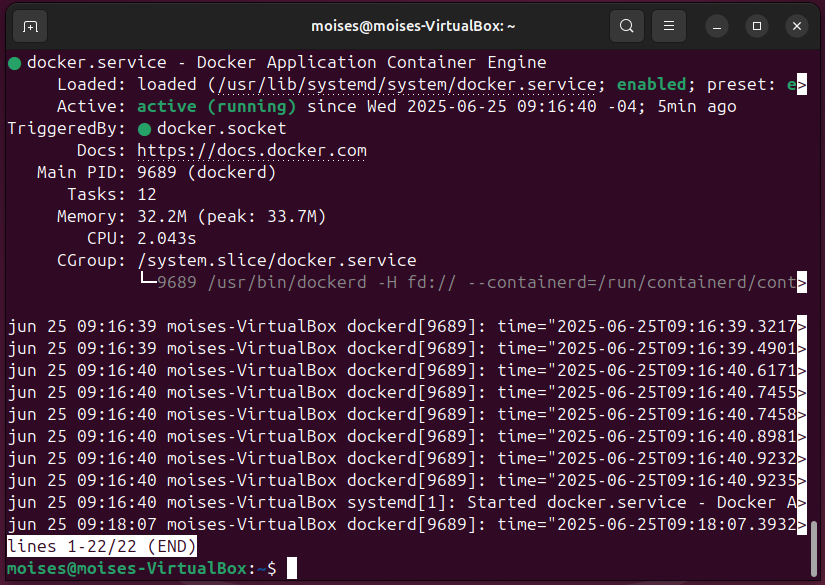 moises@moises-VirtualBox: ~
● docker.service - Docker Application Container Engine
     Loaded: loaded (/usr/lib/systemd/system/docker.service; enabled; preset: e>
     Active: active (running) since Wed 2025-06-25 09:16:40 -04; 5min ago
TriggeredBy: ● docker.socket
       Docs: https://docs.docker.com
   Main PID: 9689 (dockerd)
      Tasks: 12
     Memory: 32.2M (peak: 33.7M)
        CPU: 2.043s
     CGroup: /system.slice/docker.service
             └─9689 /usr/bin/dockerd -H fd:// --containerd=/run/containerd/cont>
jun 25 09:16:39 moises-VirtualBox dockerd[9689]: time="2025-06-25T09:16:39.3217>
jun 25 09:16:39 moises-VirtualBox dockerd[9689]: time="2025-06-25T09:16:39.4901>
jun 25 09:16:40 moises-VirtualBox dockerd[9689]: time="2025-06-25T09:16:40.6171>
jun 25 09:16:40 moises-VirtualBox dockerd[9689]: time="2025-06-25T09:16:40.7455>
jun 25 09:16:40 moises-VirtualBox dockerd[9689]: time="2025-06-25T09:16:40.7458>
jun 25 09:16:40 moises-VirtualBox dockerd[9689]: time="2025-06-25T09:16:40.8981>
jun 25 09:16:40 moises-VirtualBox dockerd[9689]: time="2025-06-25T09:16:40.9232>
jun 25 09:16:40 moises-VirtualBox dockerd[9689]: time="2025-06-25T09:16:40.9235>
jun 25 09:16:40 moises-VirtualBox systemd[1]: Started docker.service - Docker A>
jun 25 09:18:07 moises-VirtualBox dockerd[9689]: time="2025-06-25T09:18:07.3932>
lines 1-22/22 (END)
moises@moises-VirtualBox:~$